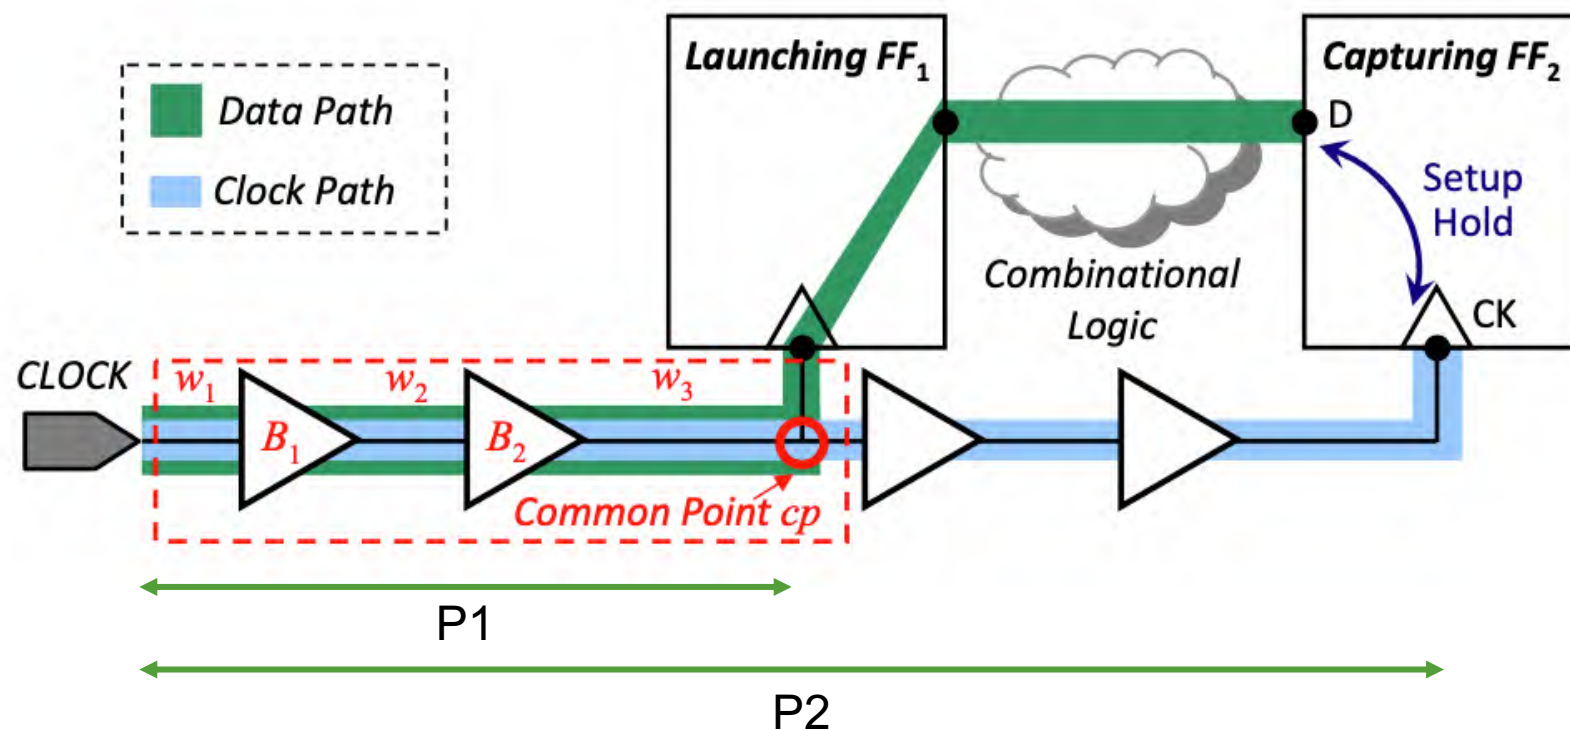 Launching FF1
Capturing FF2
Data Path
Clock Path
D
Setup
Hold
Combinational
Logic
CK
CLOCK
w1
w2
w3
B1
B2
Common Point cp
P1
P2